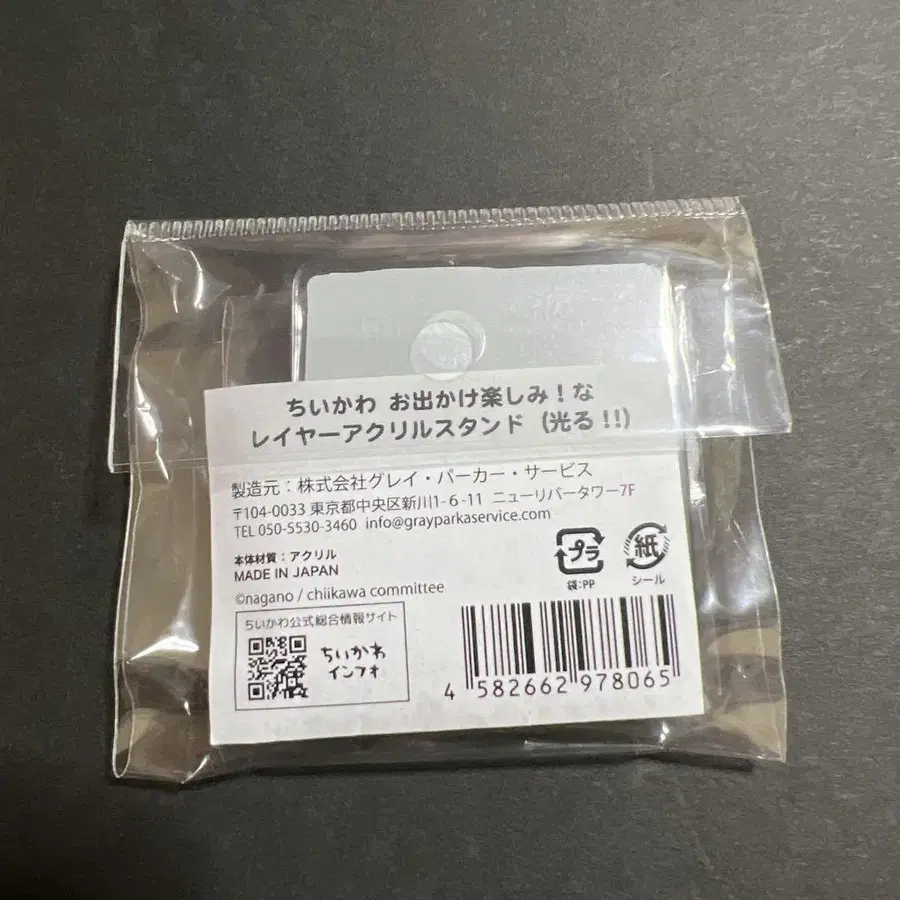 ちいかわ お出かけ楽しみ!な
レイヤーアクリルスタンド (光る!!)
製造元:株式会社グレイ・パーカー・サービス
〒104-0033 東京都中央区新川1-6-11 ニューリバータワー7F
TEL 050-5530-3460 info@grayparkaservice.com
本体材質:アクリル
MADE IN JAPAN
©nagano / chiikawa committee
プラ
袋:PP
紙
シール
ちいかわ公式総合情報サイト
ちいかわ
インフォ
4 582662 978065